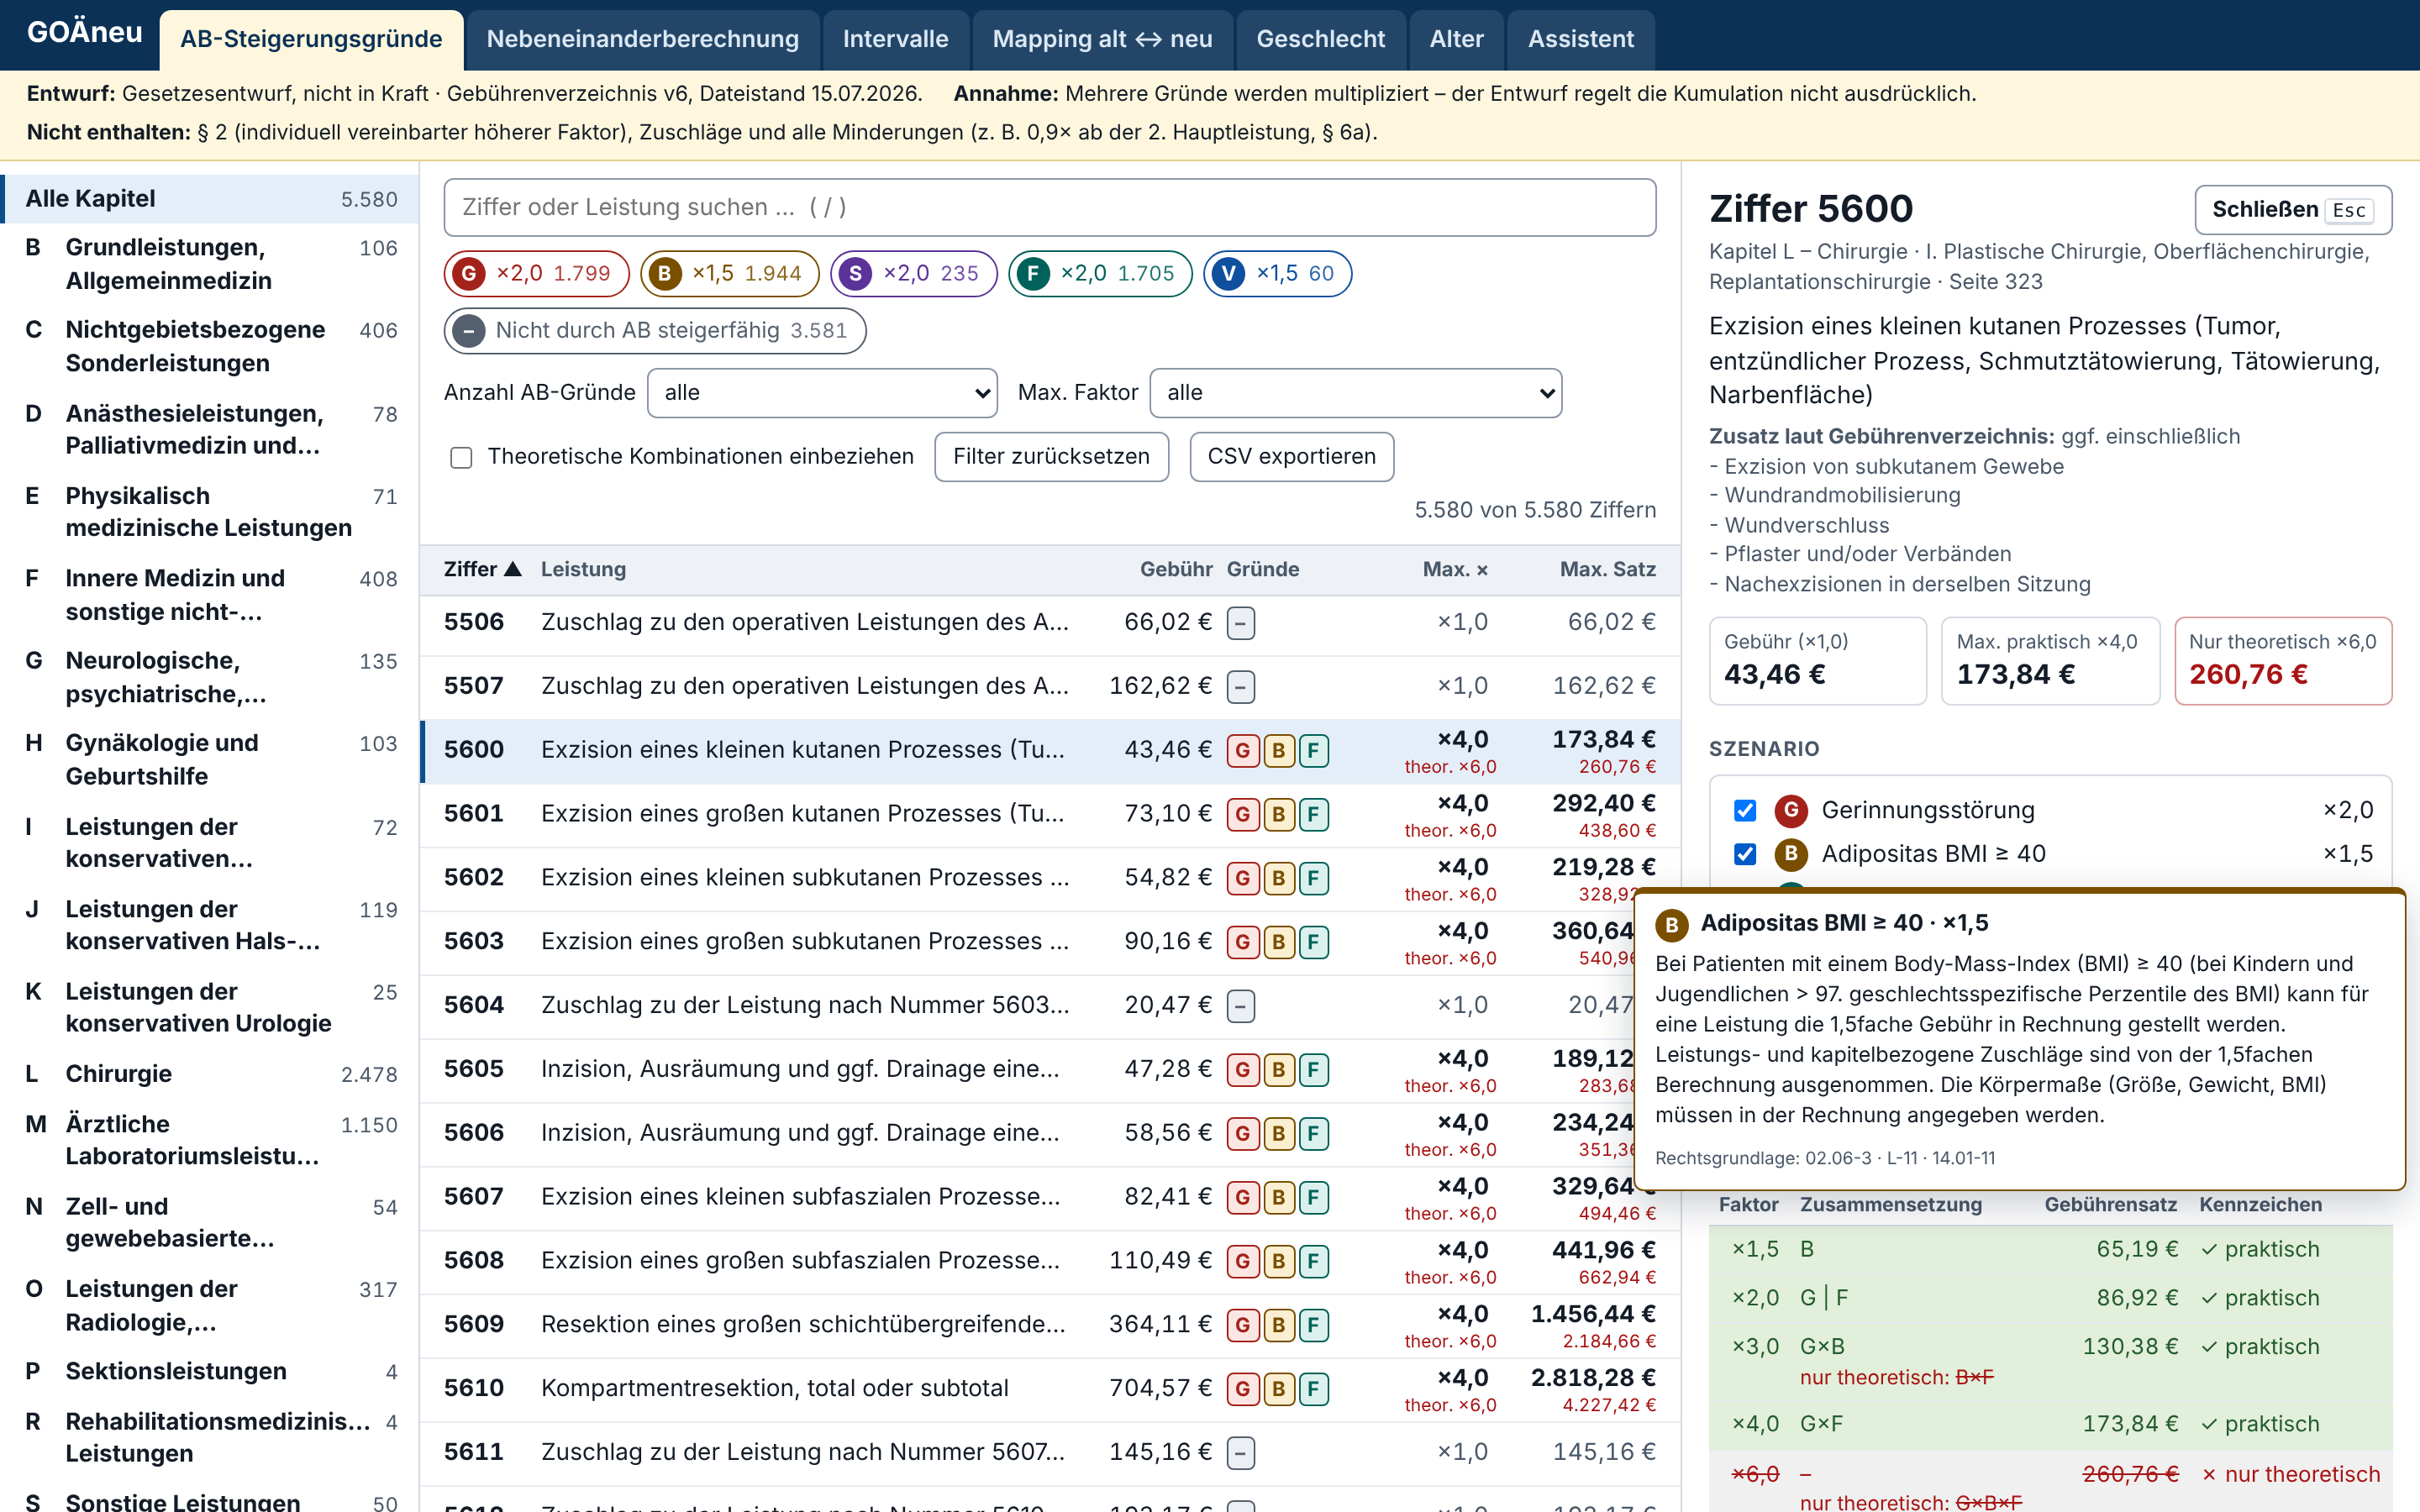 GOÄneu
AB-Steigerungsgründe
Nebeneinanderberechnung
Intervalle
Mapping alt ↔ neu
Geschlecht
Alter
Assistent
Entwurf: Gesetzesentwurf, nicht in Kraft · Gebührenverzeichnis v6, Dateistand 15.07.2026. Annahme: Mehrere Gründe werden multipliziert – der Entwurf regelt die Kumulation nicht ausdrücklich.
Nicht enthalten: § 2 (individuell vereinbarter höherer Faktor), Zuschläge und alle Minderungen (z. B. 0,9× ab der 2. Hauptleistung, § 6a).
Alle Kapitel 5.580
B Grundleistungen, 106
Allgemeinmedizin
C Nichtgebietsbezogene 406
Sonderleistungen
D Anästhesieleistungen, 78
Palliativmedizin und...
E Physikalisch 71
medizinische Leistungen
F Innere Medizin und 408
sonstige nicht-...
G Neurologische, 135
psychiatrische,...
H Gynäkologie und 103
Geburtshilfe
I Leistungen der 72
konservativen...
J Leistungen der 119
konservativen Hals-...
K Leistungen der 25
konservativen Urologie
L Chirurgie 2.478
M Ärztliche 1.150
Laboratoriumsleistu...
N Zell- und 54
gewebebasierte...
O Leistungen der 317
Radiologie,...
P Sektionsleistungen 4
R Rehabilitationsmedizinis... 4
Leistungen
S Sonstige Leistungen 50
Ziffer oder Leistung suchen ... ( / )
G ×2,0 1.799
B ×1,5 1.944
S ×2,0 235
F ×2,0 1.705
V ×1,5 60
– Nicht durch AB steigerfähig 3.581
Anzahl AB-Gründe alle Max. Faktor alle
Theoretische Kombinationen einbeziehen Filter zurücksetzen CSV exportieren
5.580 von 5.580 Ziffern
Ziffer ▲ Leistung Gebühr Gründe Max. × Max. Satz
5506 Zuschlag zu den operativen Leistungen des A... 66,02 € – ×1,0 66,02 €
5507 Zuschlag zu den operativen Leistungen des A... 162,62 € – ×1,0 162,62 €
5600 Exzision eines kleinen kutanen Prozesses (Tu... 43,46 € G B F ×4,0 173,84 €
theor. ×6,0 260,76 €
5601 Exzision eines großen kutanen Prozesses (Tu... 73,10 € G B F ×4,0 292,40 €
theor. ×6,0 438,60 €
5602 Exzision eines kleinen subkutanen Prozesses ... 54,82 € G B F ×4,0 219,28 €
theor. ×6,0 328,92
5603 Exzision eines großen subkutanen Prozesses ... 90,16 € G B F ×4,0 360,64
theor. ×6,0 540,96
5604 Zuschlag zu der Leistung nach Nummer 5603... 20,47 € – ×1,0 20,47
5605 Inzision, Ausräumung und ggf. Drainage eine... 47,28 € G B F ×4,0 189,12
theor. ×6,0 283,68
5606 Inzision, Ausräumung und ggf. Drainage eine... 58,56 € G B F ×4,0 234,24
theor. ×6,0 351,36
5607 Exzision eines kleinen subfaszialen Prozesse... 82,41 € G B F ×4,0 329,64
theor. ×6,0 494,46 €
5608 Exzision eines großen subfaszialen Prozesse... 110,49 € G B F ×4,0 441,96 €
theor. ×6,0 662,94 €
5609 Resektion eines großen schichtübergreifende... 364,11 € G B F ×4,0 1.456,44 €
theor. ×6,0 2.184,66 €
5610 Kompartmentresektion, total oder subtotal 704,57 € G B F ×4,0 2.818,28 €
theor. ×6,0 4.227,42 €
5611 Zuschlag zu der Leistung nach Nummer 5607... 145,16 € – ×1,0 145,16 €
Ziffer 5600 Schließen Esc
Kapitel L – Chirurgie · I. Plastische Chirurgie, Oberflächenchirurgie,
Replantationschirurgie · Seite 323
Exzision eines kleinen kutanen Prozesses (Tumor,
entzündlicher Prozess, Schmutztätowierung, Tätowierung,
Narbenfläche)
Zusatz laut Gebührenverzeichnis: ggf. einschließlich
- Exzision von subkutanem Gewebe
- Wundrandmobilisierung
- Wundverschluss
- Pflaster und/oder Verbänden
- Nachexzisionen in derselben Sitzung
Gebühr (×1,0)
43,46 €
Max. praktisch ×4,0
173,84 €
Nur theoretisch ×6,0
260,76 €
SZENARIO
G Gerinnungsstörung ×2,0
B Adipositas BMI ≥ 40 ×1,5
B Adipositas BMI ≥ 40 · ×1,5
Bei Patienten mit einem Body-Mass-Index (BMI) ≥ 40 (bei Kindern und
Jugendlichen > 97. geschlechtsspezifische Perzentile des BMI) kann für
eine Leistung die 1,5fache Gebühr in Rechnung gestellt werden.
Leistungs- und kapitelbezogene Zuschläge sind von der 1,5fachen
Berechnung ausgenommen. Die Körpermaße (Größe, Gewicht, BMI)
müssen in der Rechnung angegeben werden.
Rechtsgrundlage: 02.06-3 · L-11 · 14.01-11
Faktor Zusammensetzung Gebührensatz Kennzeichen
×1,5 B 65,19 € ✓ praktisch
×2,0 G | F 86,92 € ✓ praktisch
×3,0 G×B 130,38 € ✓ praktisch
nur theoretisch: B×F
×4,0 G×F 173,84 € ✓ praktisch
×6,0 – 260,76 € × nur theoretisch
nur theoretisch: G×B×F